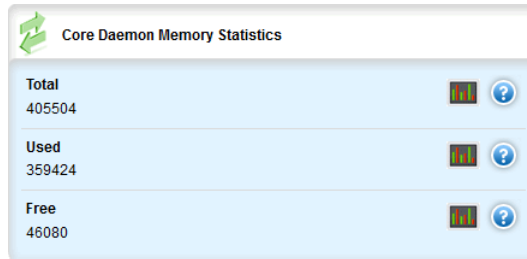 Core Daemon Memory Statistics
Total
405504
Used
359424
Free
46080